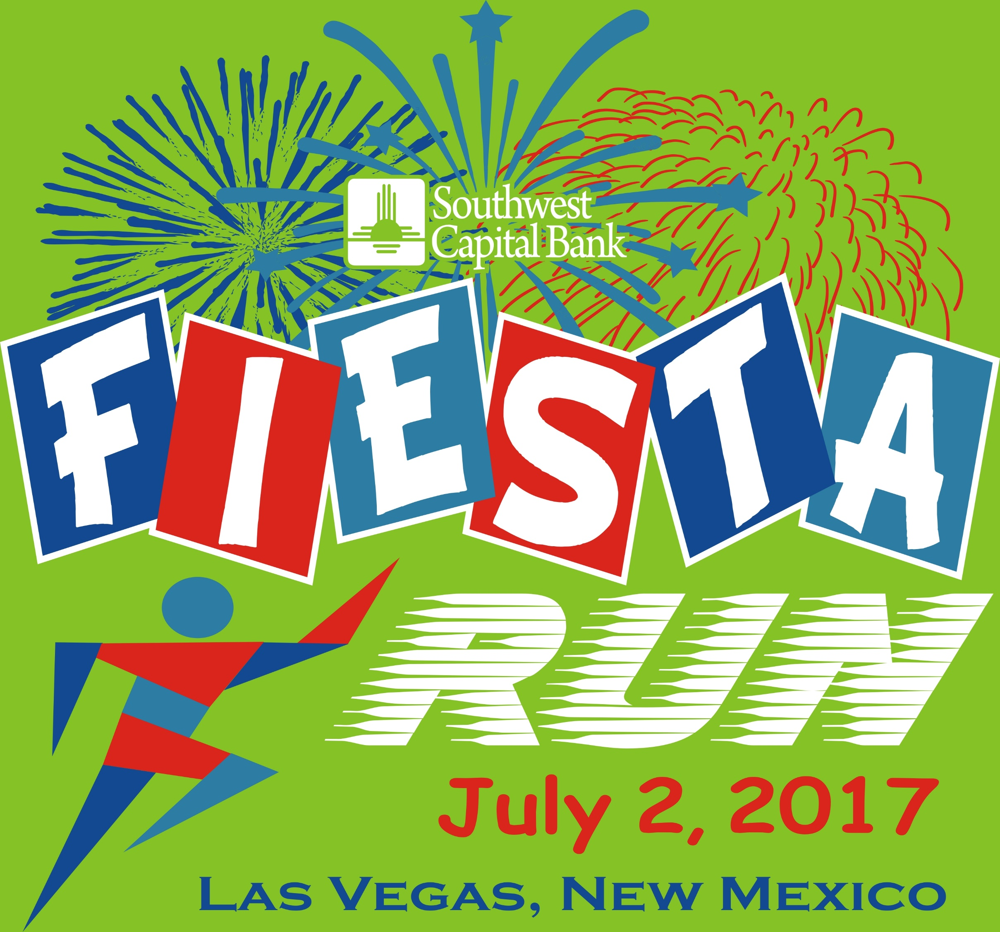 Southwest
Capital Bank
FIESTA
RUN
July 2, 2017
LAS VEGAS, NEW MEXICO